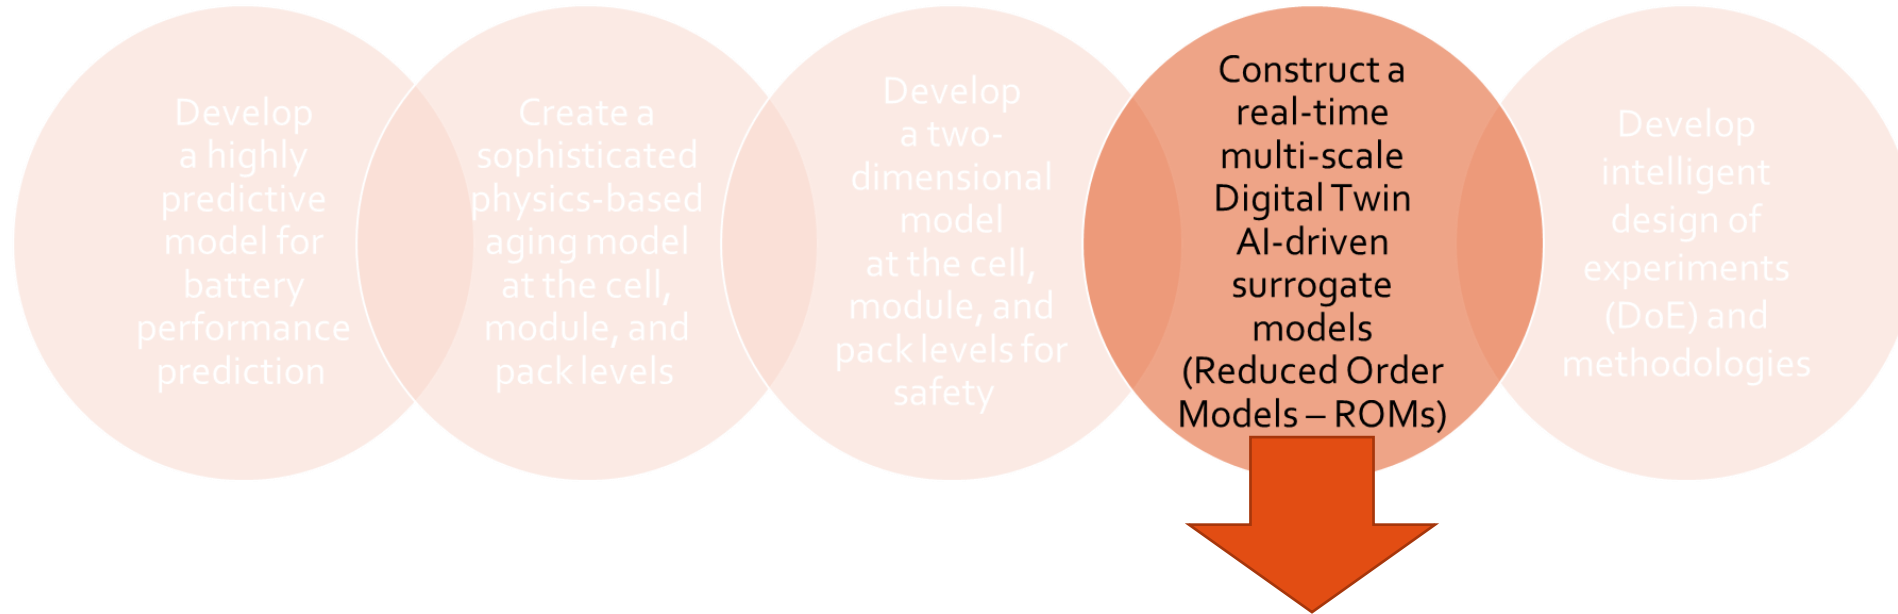 Develop
a highly
predictive
model for
battery
performance
prediction
Create a
sophisticated
physics-based
aging model
at the cell,
module, and
pack levels
Develop
a two-
dimensional
model
at the cell,
module, and
pack levels for
safety
Construct a
real-time
multi-scale
Digital Twin
AI-driven
surrogate
models
(Reduced Order
Models – ROMs)
Develop
intelligent
design of
experiments
(DoE) and
methodologies